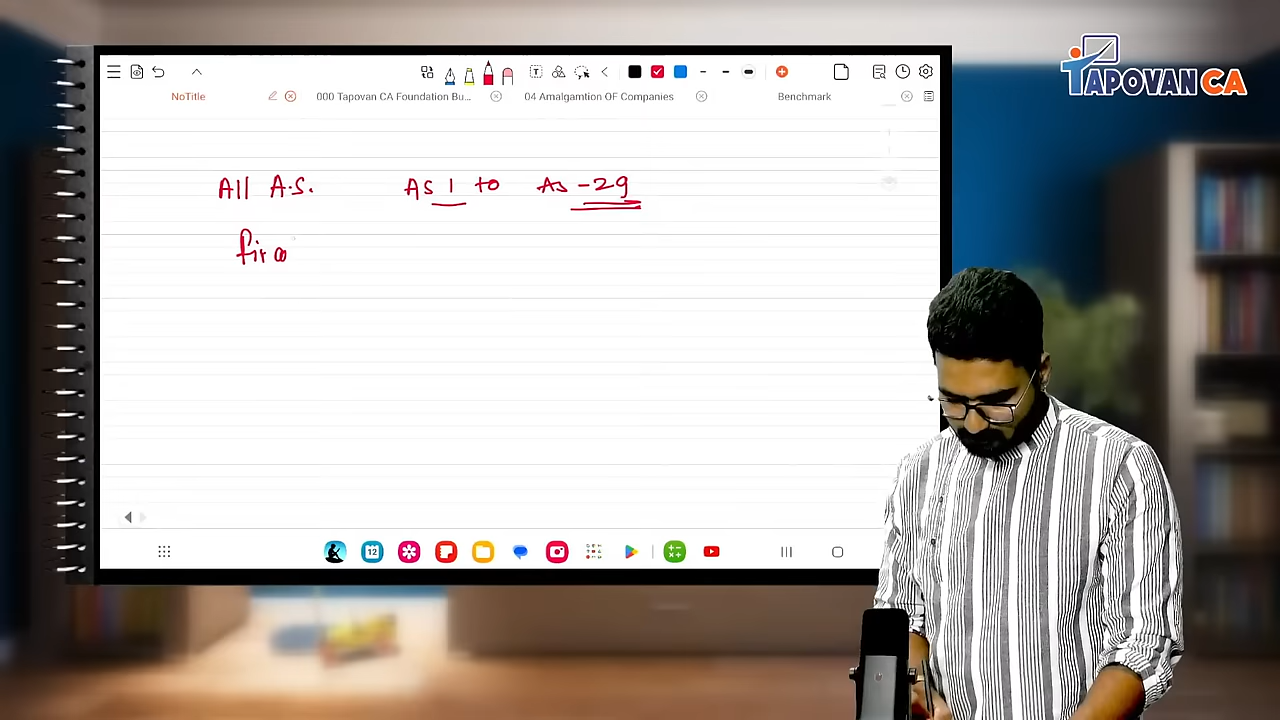 TAPOVAN CA
NoTitle
000 Tapovan CA Foundation Bu...
04 Amalgamtion OF Companies
Benchmark
All A.S. AS 1 to As -29
12